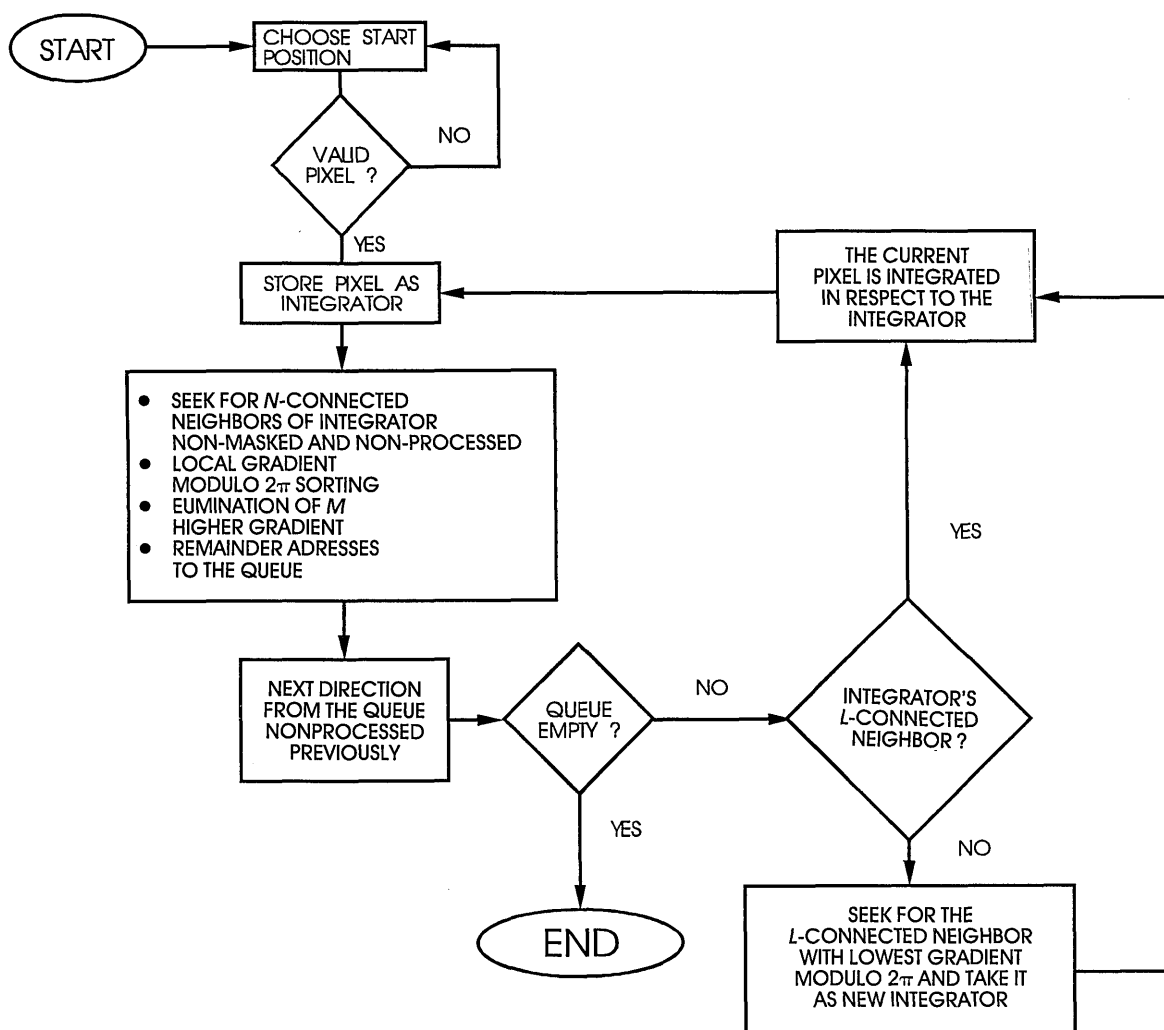 START
CHOOSE START
POSITION
NO
VALID
PIXEL ?
YES
STORE PIXEL AS
INTEGRATOR
THE CURRENT
PIXEL IS INTEGRATED
IN RESPECT TO THE
INTEGRATOR
● SEEK FOR N-CONNECTED
NEIGHBORS OF INTEGRATOR
NON-MASKED AND NON-PROCESSED
● LOCAL GRADIENT
MODULO 2π SORTING
● EUMINATION OF M
HIGHER GRADIENT
● REMAINDER ADRESSES
TO THE QUEUE
YES
NEXT DIRECTION
FROM THE QUEUE
NONPROCESSED
PREVIOUSLY
QUEUE
EMPTY ?
NO
INTEGRATOR'S
L-CONNECTED
NEIGHBOR ?
YES
NO
END
SEEK FOR THE
L-CONNECTED NEIGHBOR
WITH LOWEST GRADIENT
MODULO 2π AND TAKE IT
AS NEW INTEGRATOR